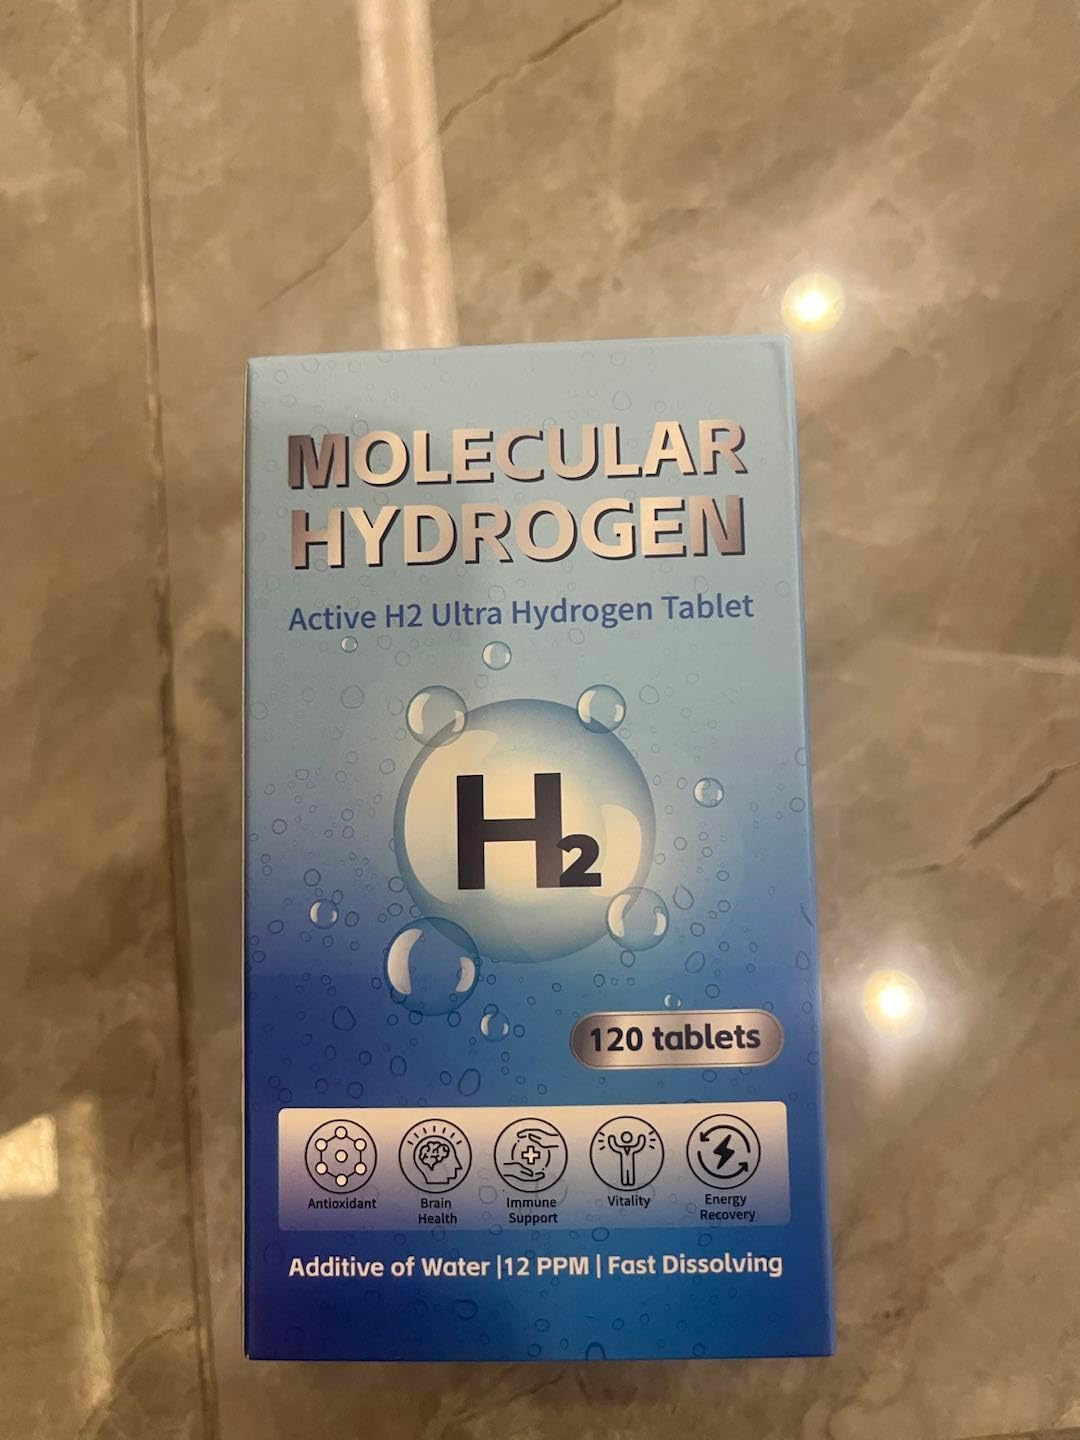 MOLECULAR
HYDROGEN
Active H2 Ultra Hydrogen Tablet
H2
120 tablets
Antioxidant
Brain
Health
Immune
Support
Vitality
Energy
Recovery
Additive of Water |12 PPM | Fast Dissolving